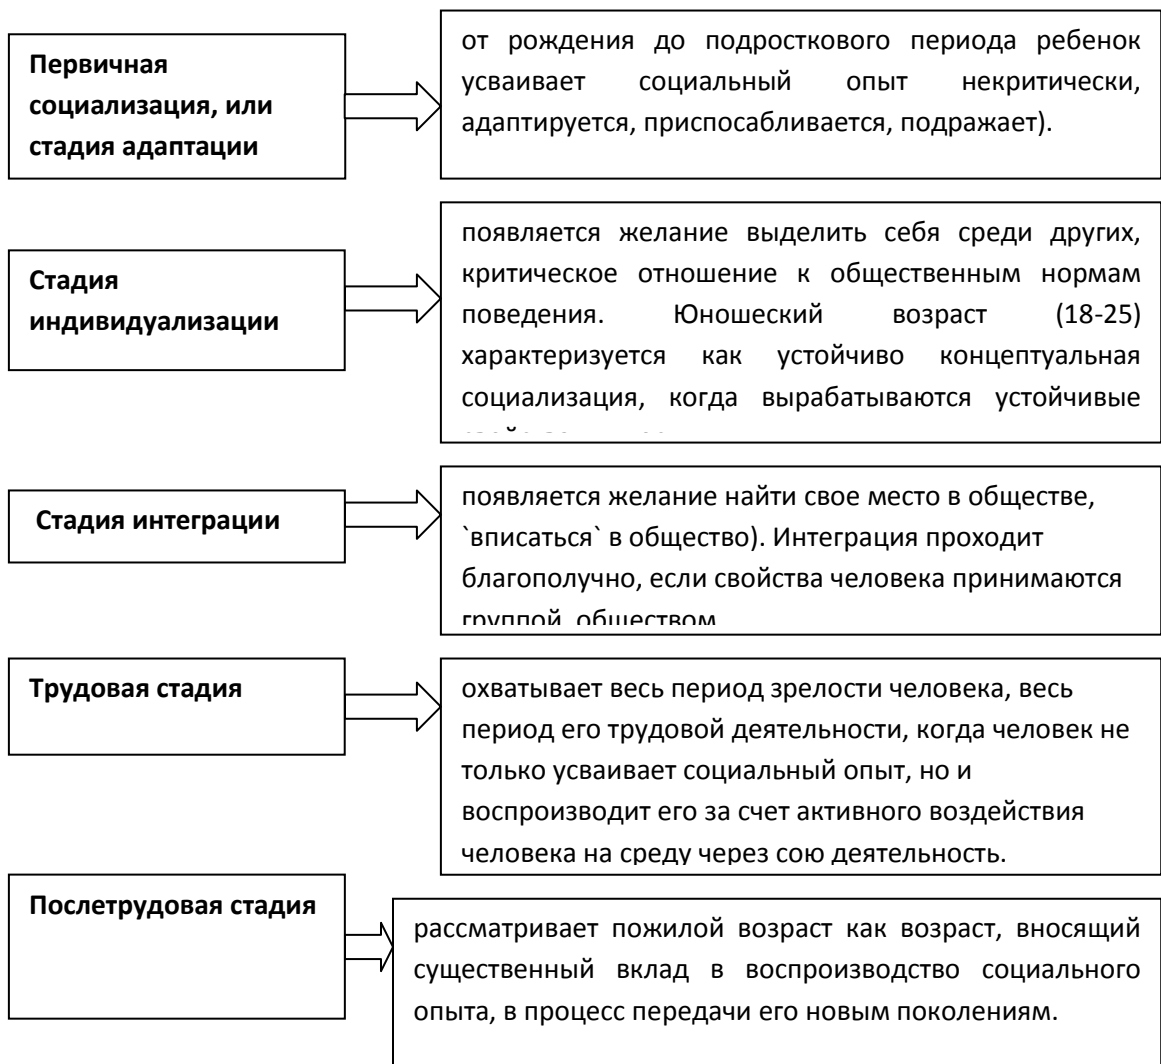 Первичная
социализация, или
стадия адаптации
от рождения до подросткового периода ребенок
усваивает социальный опыт некритически,
адаптируется, приспосабливается, подражает).
Стадия
индивидуализации
появляется желание выделить себя среди других,
критическое отношение к общественным нормам
поведения. Юношеский возраст (18-25)
характеризуется как устойчиво концептуальная
социализация, когда вырабатываются устойчивые
Стадия интеграции
появляется желание найти свое место в обществе,
`вписаться` в общество). Интеграция проходит
благополучно, если свойства человека принимаются
группой, обществом
Трудовая стадия
охватывает весь период зрелости человека, весь
период его трудовой деятельности, когда человек не
только усваивает социальный опыт, но и
воспроизводит его за счет активного воздействия
человека на среду через сою деятельность.
Послетрудовая стадия
рассматривает пожилой возраст как возраст, вносящий
существенный вклад в воспроизводство социального
опыта, в процесс передачи его новым поколениям.